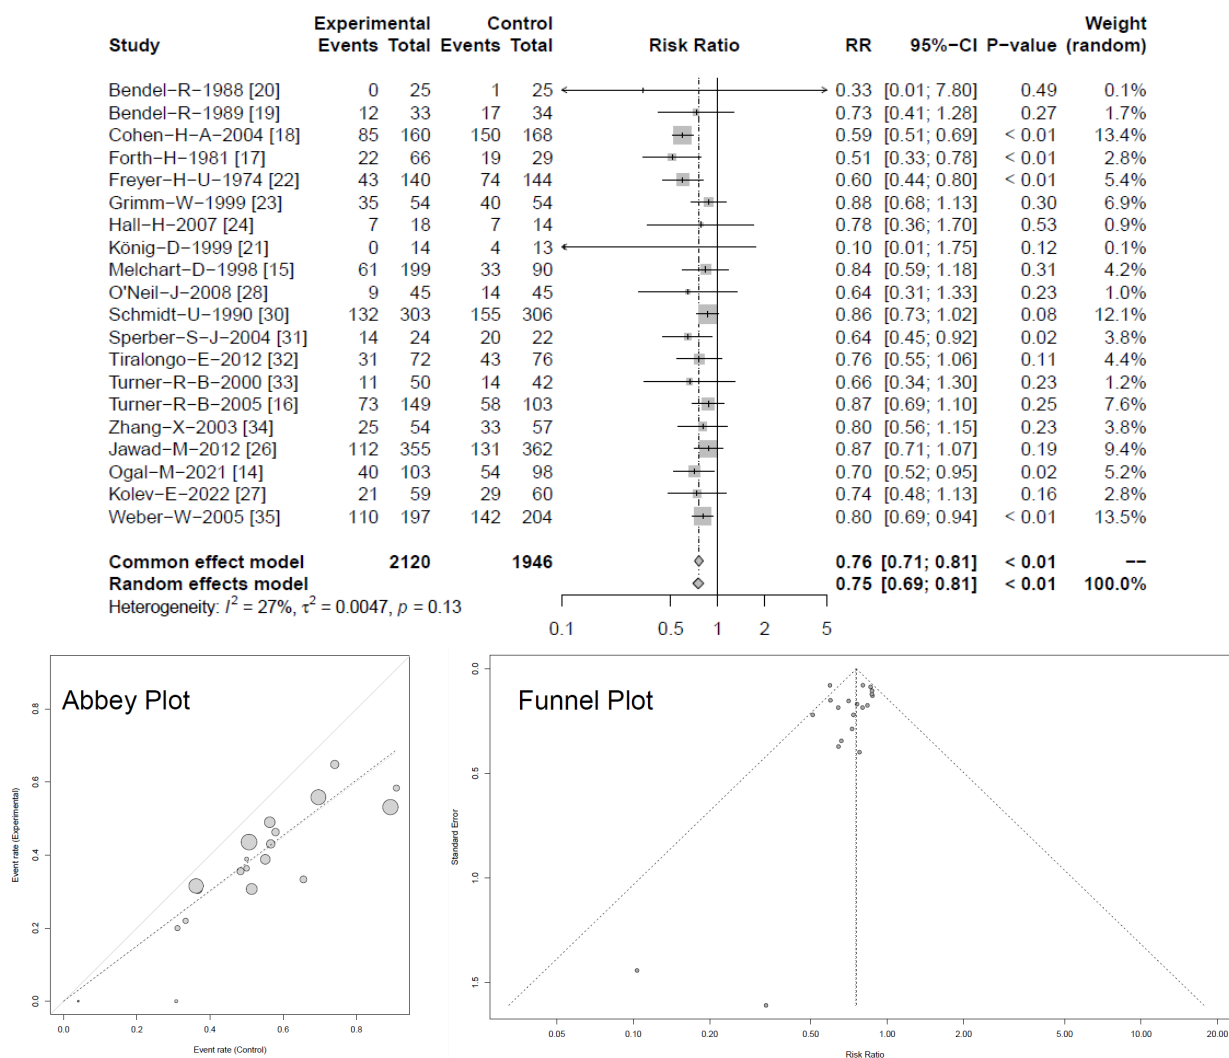 Experimental Control Weight
Study Events Total Events Total Risk Ratio RR 95%−CI P−value (random)
Bendel−R−1988 [20] 0 25 1 25 0.33 [0.01; 7.80] 0.49 0.1%
Bendel−R−1989 [19] 12 33 17 34 0.73 [0.41; 1.28] 0.27 1.7%
Cohen−H−A−2004 [18] 85 160 150 168 0.59 [0.51; 0.69] < 0.01 13.4%
Forth−H−1981 [17] 22 66 19 29 0.51 [0.33; 0.78] < 0.01 2.8%
Freyer−H−U−1974 [22] 43 140 74 144 0.60 [0.44; 0.80] < 0.01 5.4%
Grimm−W−1999 [23] 35 54 40 54 0.88 [0.68; 1.13] 0.30 6.9%
Hall−H−2007 [24] 7 18 7 14 0.78 [0.36; 1.70] 0.53 0.9%
König−D−1999 [21] 0 14 4 13 0.10 [0.01; 1.75] 0.12 0.1%
Melchart−D−1998 [15] 61 199 33 90 0.84 [0.59; 1.18] 0.31 4.2%
O'Neil−J−2008 [28] 9 45 14 45 0.64 [0.31; 1.33] 0.23 1.0%
Schmidt−U−1990 [30] 132 303 155 306 0.86 [0.73; 1.02] 0.08 12.1%
Sperber−S−J−2004 [31] 14 24 20 22 0.64 [0.45; 0.92] 0.02 3.8%
Tiralongo−E−2012 [32] 31 72 43 76 0.76 [0.55; 1.06] 0.11 4.4%
Turner−R−B−2000 [33] 11 50 14 42 0.66 [0.34; 1.30] 0.23 1.2%
Turner−R−B−2005 [16] 73 149 58 103 0.87 [0.69; 1.10] 0.25 7.6%
Zhang−X−2003 [34] 25 54 33 57 0.80 [0.56; 1.15] 0.23 3.8%
Jawad−M−2012 [26] 112 355 131 362 0.87 [0.71; 1.07] 0.19 9.4%
Ogal−M−2021 [14] 40 103 54 98 0.70 [0.52; 0.95] 0.02 5.2%
Kolev−E−2022 [27] 21 59 29 60 0.74 [0.48; 1.13] 0.16 2.8%
Weber−W−2005 [35] 110 197 142 204 0.80 [0.69; 0.94] < 0.01 13.5%
Common effect model 2120 1946 0.76 [0.71; 0.81] < 0.01 −−
Random effects model 0.75 [0.69; 0.81] < 0.01 100.0%
Heterogeneity: I² = 27%, τ² = 0.0047, p = 0.13
0.1 0.5 1 2 5
Abbey Plot
Event rate (Experimental)
0.8
0.6
0.4
0.2
0.0
0.0 0.2 0.4 0.6 0.8
Event rate (Control)
Funnel Plot
Standard Error
0.0
0.5
1.0
1.5
0.05 0.10 0.20 0.50 1.00 2.00 5.00 10.00 20.00
Risk Ratio